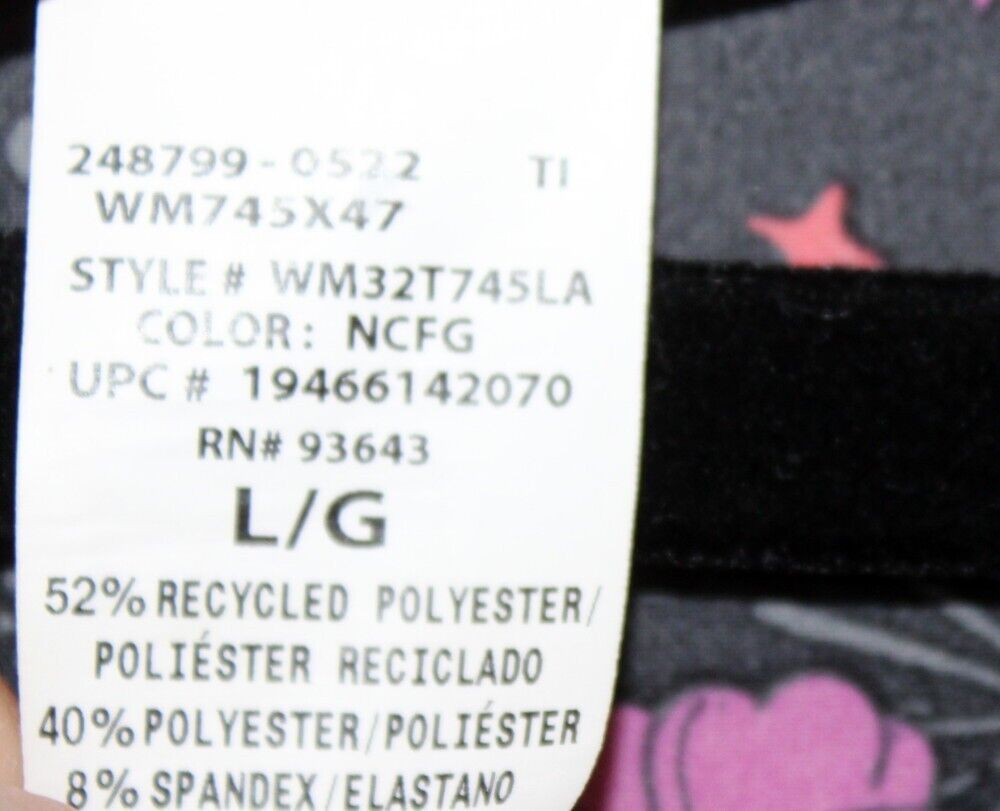 248799-0522 TI
WM745X47
STYLE # WM32T745LA
COLOR: NCFG
UPC # 19466142070
RN# 93643
L/G
52% RECYCLED POLYESTER/
POLIÉSTER RECICLADO
40% POLYESTER/POLIÉSTER
8% SPANDEX/ELASTANO